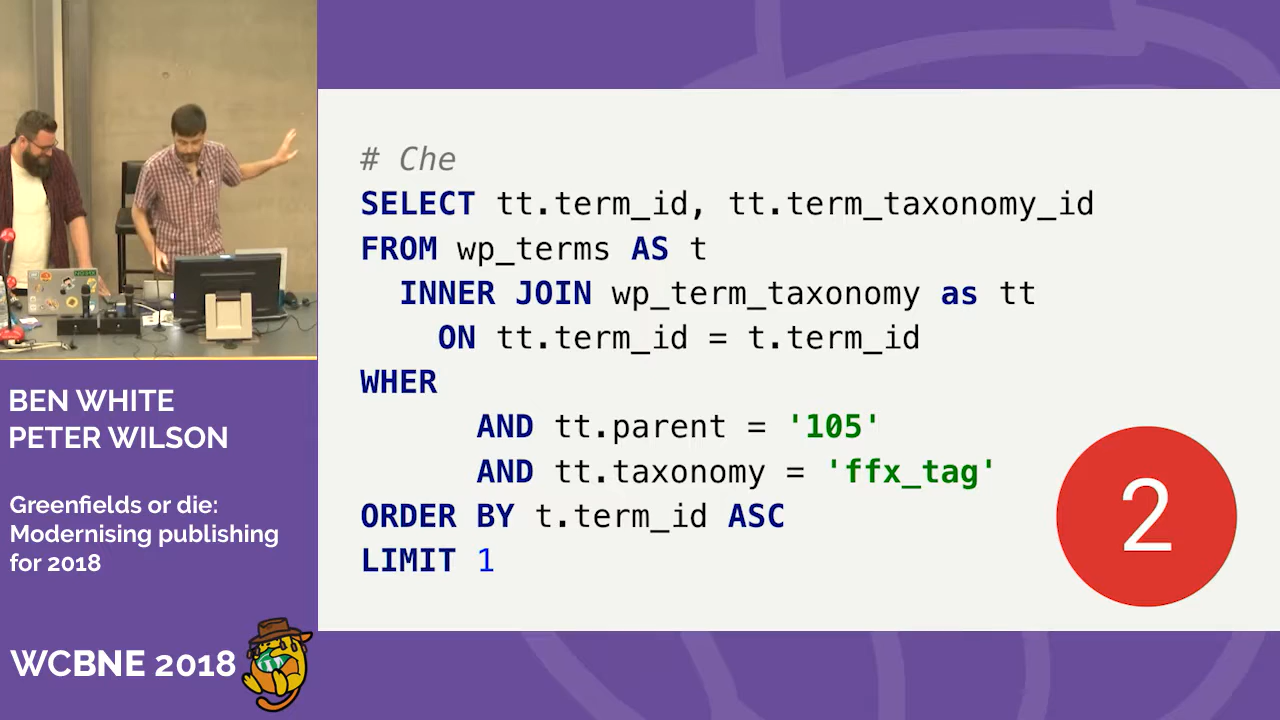 # Che
SELECT tt.term_id, tt.term_taxonomy_id
FROM wp_terms AS t
INNER JOIN wp_term_taxonomy as tt
ON tt.term_id = t.term_id
WHER
AND tt.parent = '105'
AND tt.taxonomy = 'ffx_tag'
ORDER BY t.term_id ASC
LIMIT 1
2
BEN WHITE
PETER WILSON
Greenfields or die:
Modernising publishing
for 2018
WCBNE 2018